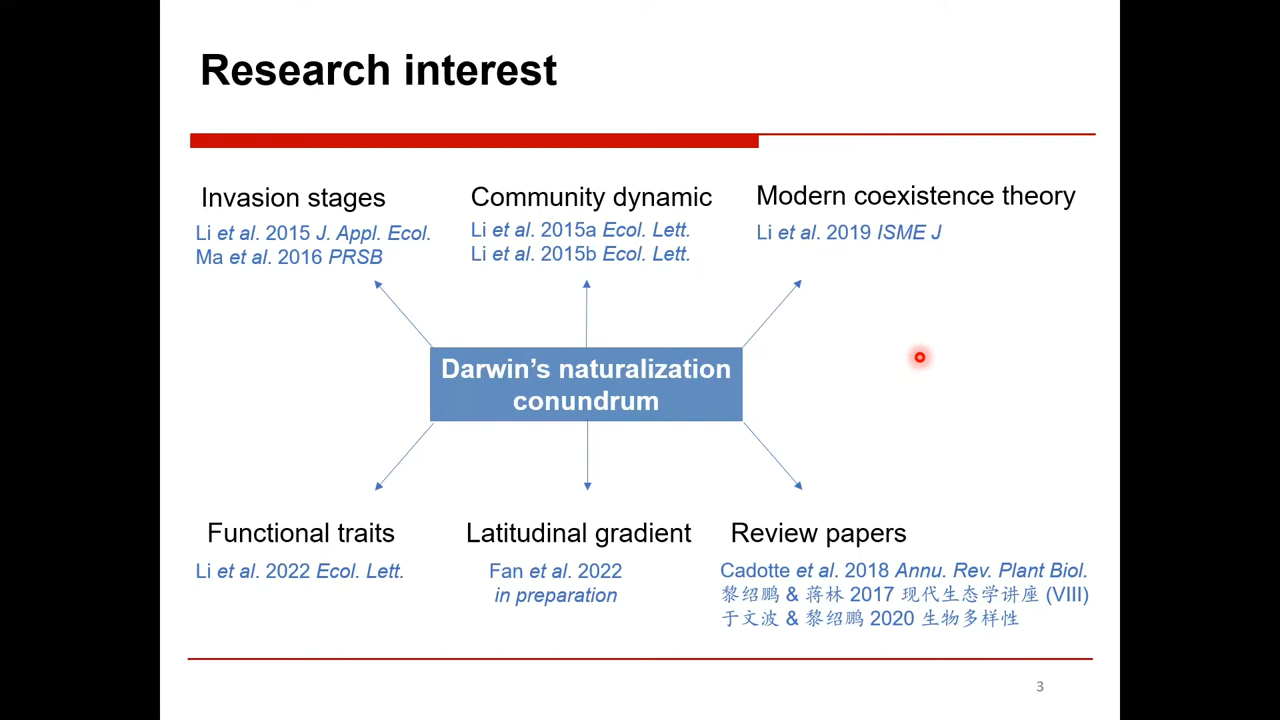 Research interest
Invasion stages
Li et al. 2015 J. Appl. Ecol.
Ma et al. 2016 PRSB
Community dynamic
Li et al. 2015a Ecol. Lett.
Li et al. 2015b Ecol. Lett.
Modern coexistence theory
Li et al. 2019 ISME J
Darwin’s naturalization
conundrum
Functional traits
Li et al. 2022 Ecol. Lett.
Latitudinal gradient
Fan et al. 2022
in preparation
Review papers
Cadotte et al. 2018 Annu. Rev. Plant Biol.
黎绍鹏 & 蒋林 2017 现代生态学讲座 (VIII)
于文波 & 黎绍鹏 2020 生物多样性
3